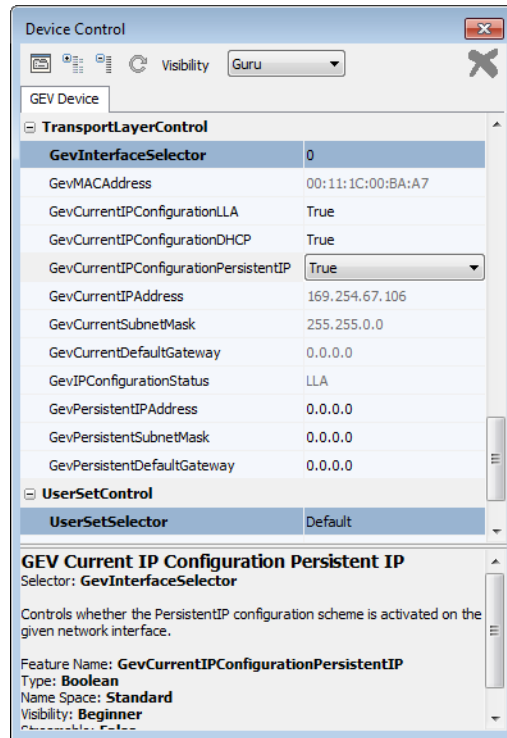 Device Control
Visibility Guru
GEV Device
TransportLayerControl
GevInterfaceSelector 0
GevMACAddress 00:11:1C:00:BA:A7
GevCurrentIPConfigurationLLA True
GevCurrentIPConfigurationDHCP True
GevCurrentIPConfigurationPersistentIP True
GevCurrentIPAddress 169.254.67.106
GevCurrentSubnetMask 255.255.0.0
GevCurrentDefaultGateway 0.0.0.0
GevIPConfigurationStatus LLA
GevPersistentIPAddress 0.0.0.0
GevPersistentSubnetMask 0.0.0.0
GevPersistentDefaultGateway 0.0.0.0
UserSetControl
UserSetSelector Default
GEV Current IP Configuration Persistent IP
Selector: GevInterfaceSelector
Controls whether the PersistentIP configuration scheme is activated on the
given network interface.
Feature Name: GevCurrentIPConfigurationPersistentIP
Type: Boolean
Name Space: Standard
Visibility: Beginner